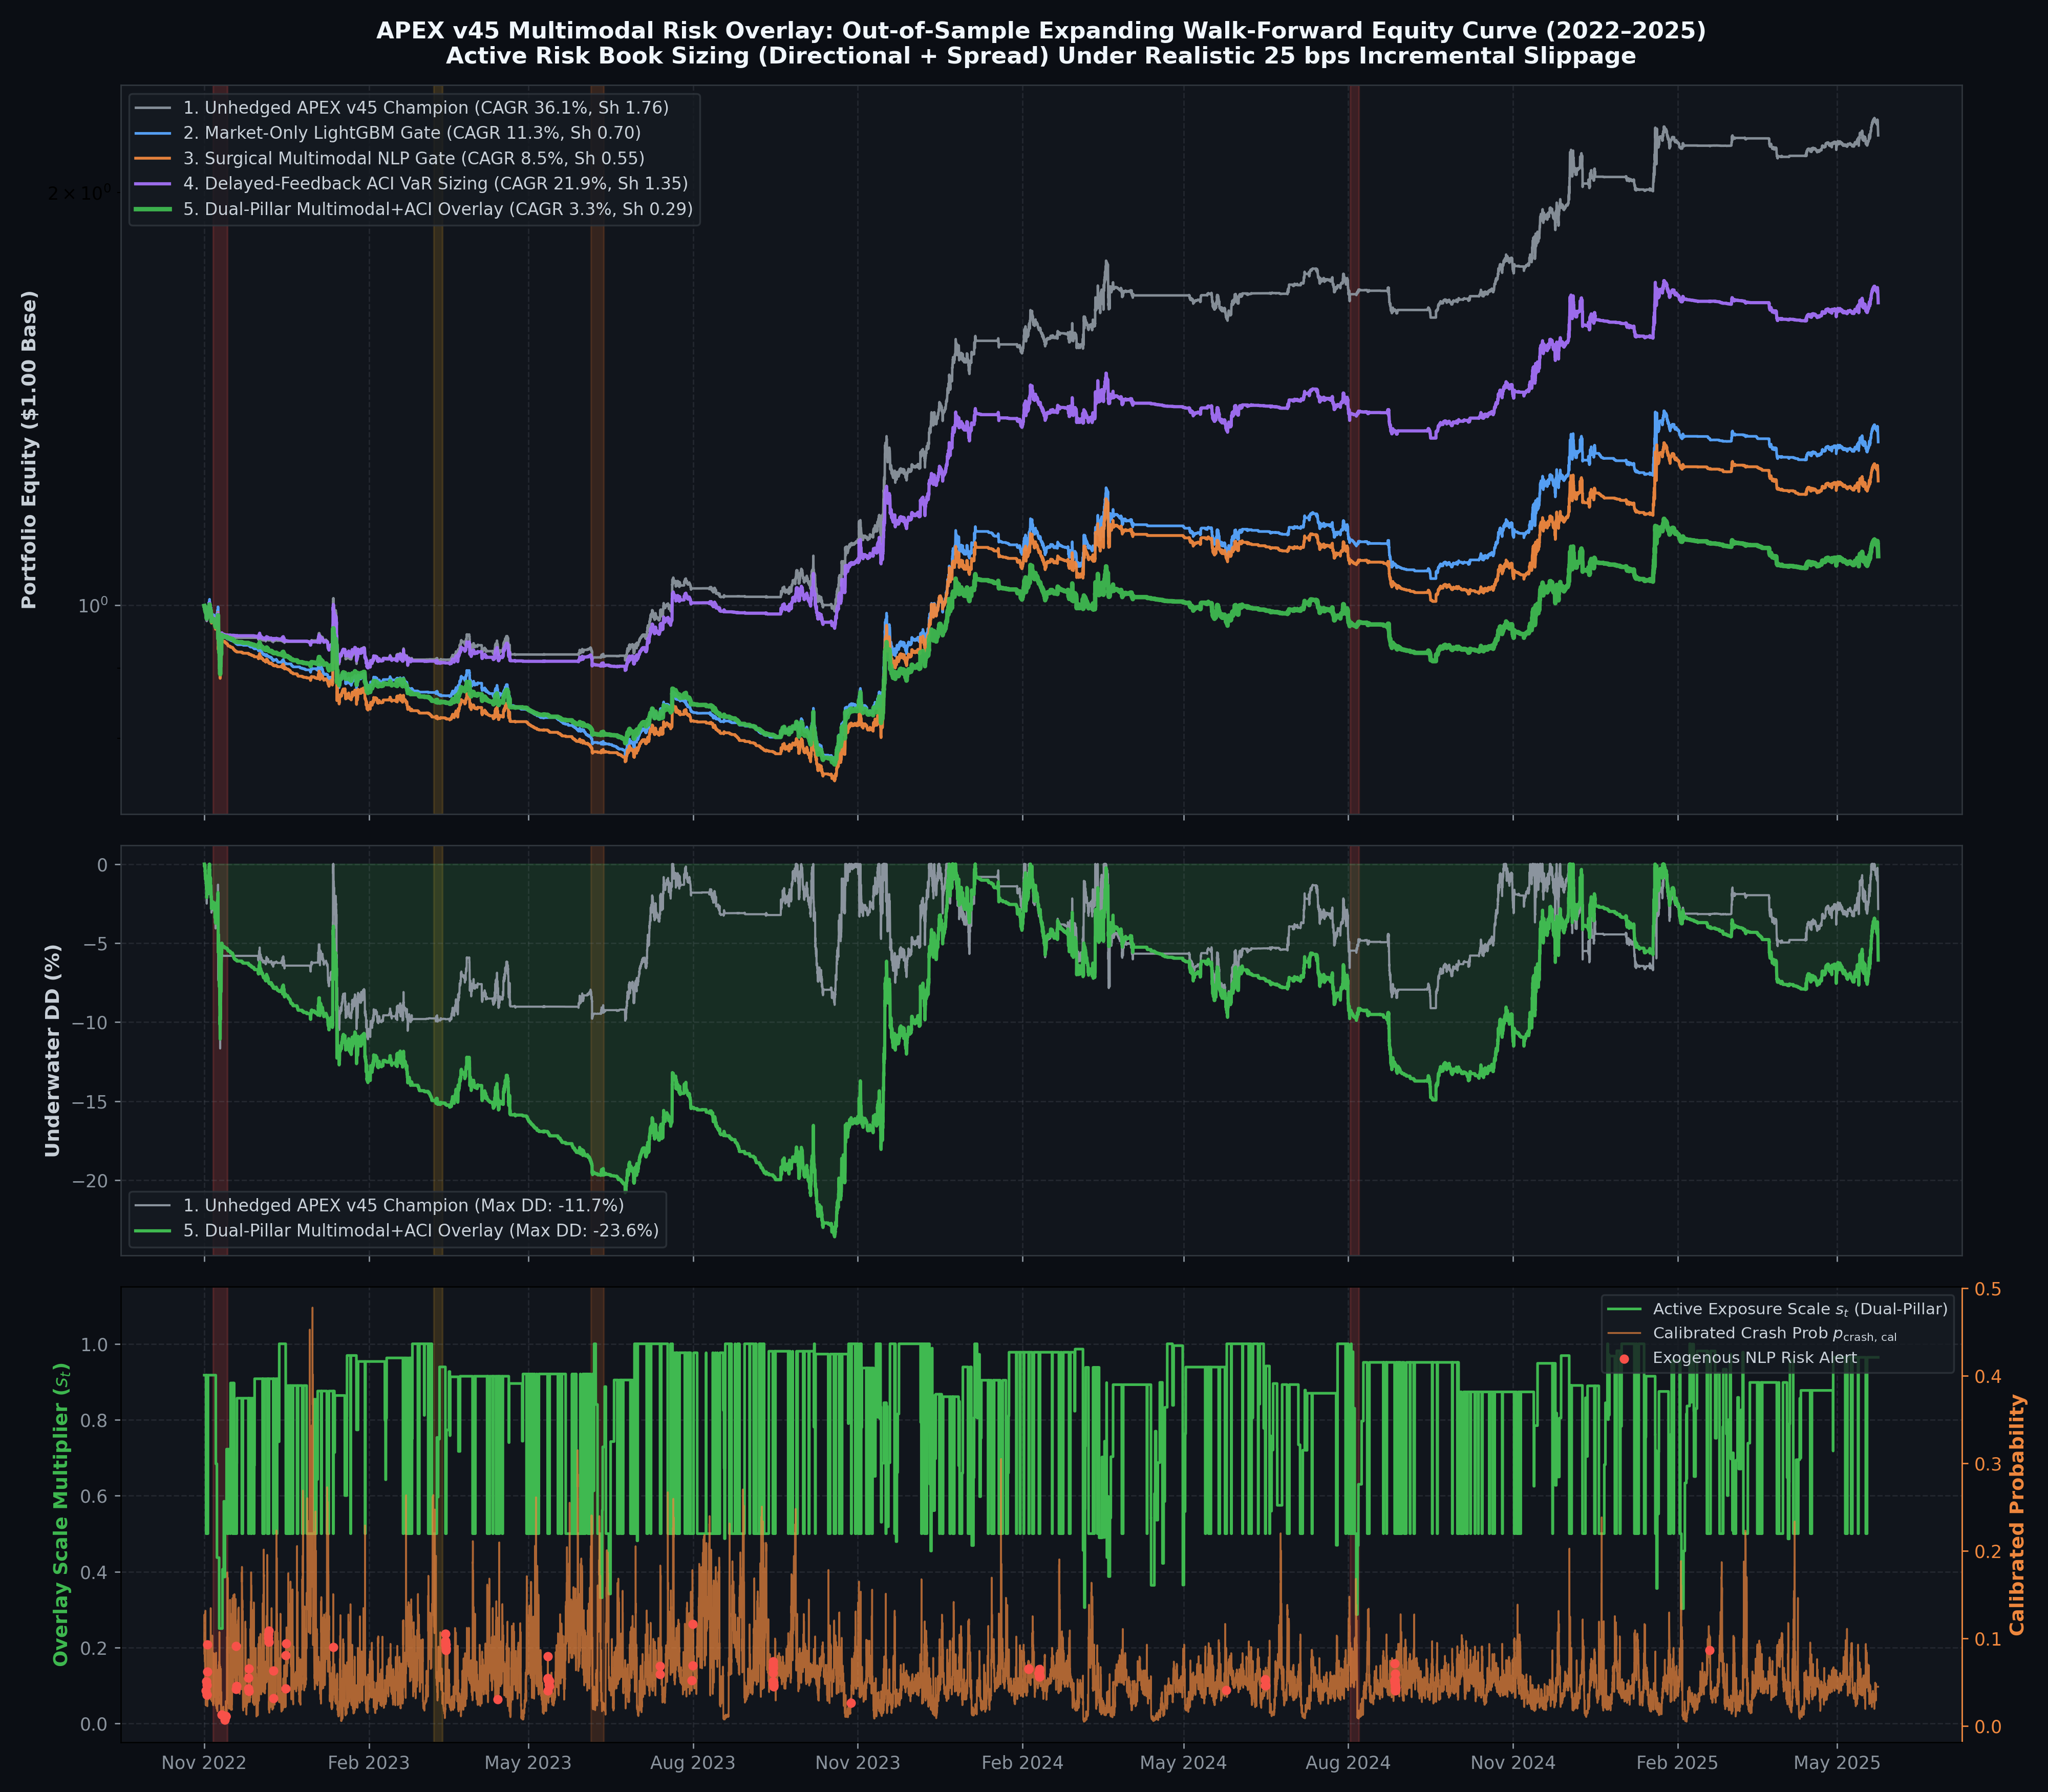 APEX v45 Multimodal Risk Overlay: Out-of-Sample Expanding Walk-Forward Equity Curve (2022–2025)
Active Risk Book Sizing (Directional + Spread) Under Realistic 25 bps Incremental Slippage
1. Unhedged APEX v45 Champion (CAGR 36.1%, Sh 1.76)
2. Market-Only LightGBM Gate (CAGR 11.3%, Sh 0.70)
3. Surgical Multimodal NLP Gate (CAGR 8.5%, Sh 0.55)
4. Delayed-Feedback ACI VaR Sizing (CAGR 21.9%, Sh 1.35)
5. Dual-Pillar Multimodal+ACI Overlay (CAGR 3.3%, Sh 0.29)
2 × 10⁰
10⁰
Portfolio Equity ($1.00 Base)
0
−5
−10
−15
−20
Underwater DD (%)
1. Unhedged APEX v45 Champion (Max DD: -11.7%)
5. Dual-Pillar Multimodal+ACI Overlay (Max DD: -23.6%)
Active Exposure Scale sₜ (Dual-Pillar)
Calibrated Crash Prob p_crash, cal
Exogenous NLP Risk Alert
1.0
0.8
0.6
0.4
0.2
0.0
Overlay Scale Multiplier (sₜ)
0.5
0.4
0.3
0.2
0.1
0.0
Calibrated Probability
Nov 2022
Feb 2023
May 2023
Aug 2023
Nov 2023
Feb 2024
May 2024
Aug 2024
Nov 2024
Feb 2025
May 2025